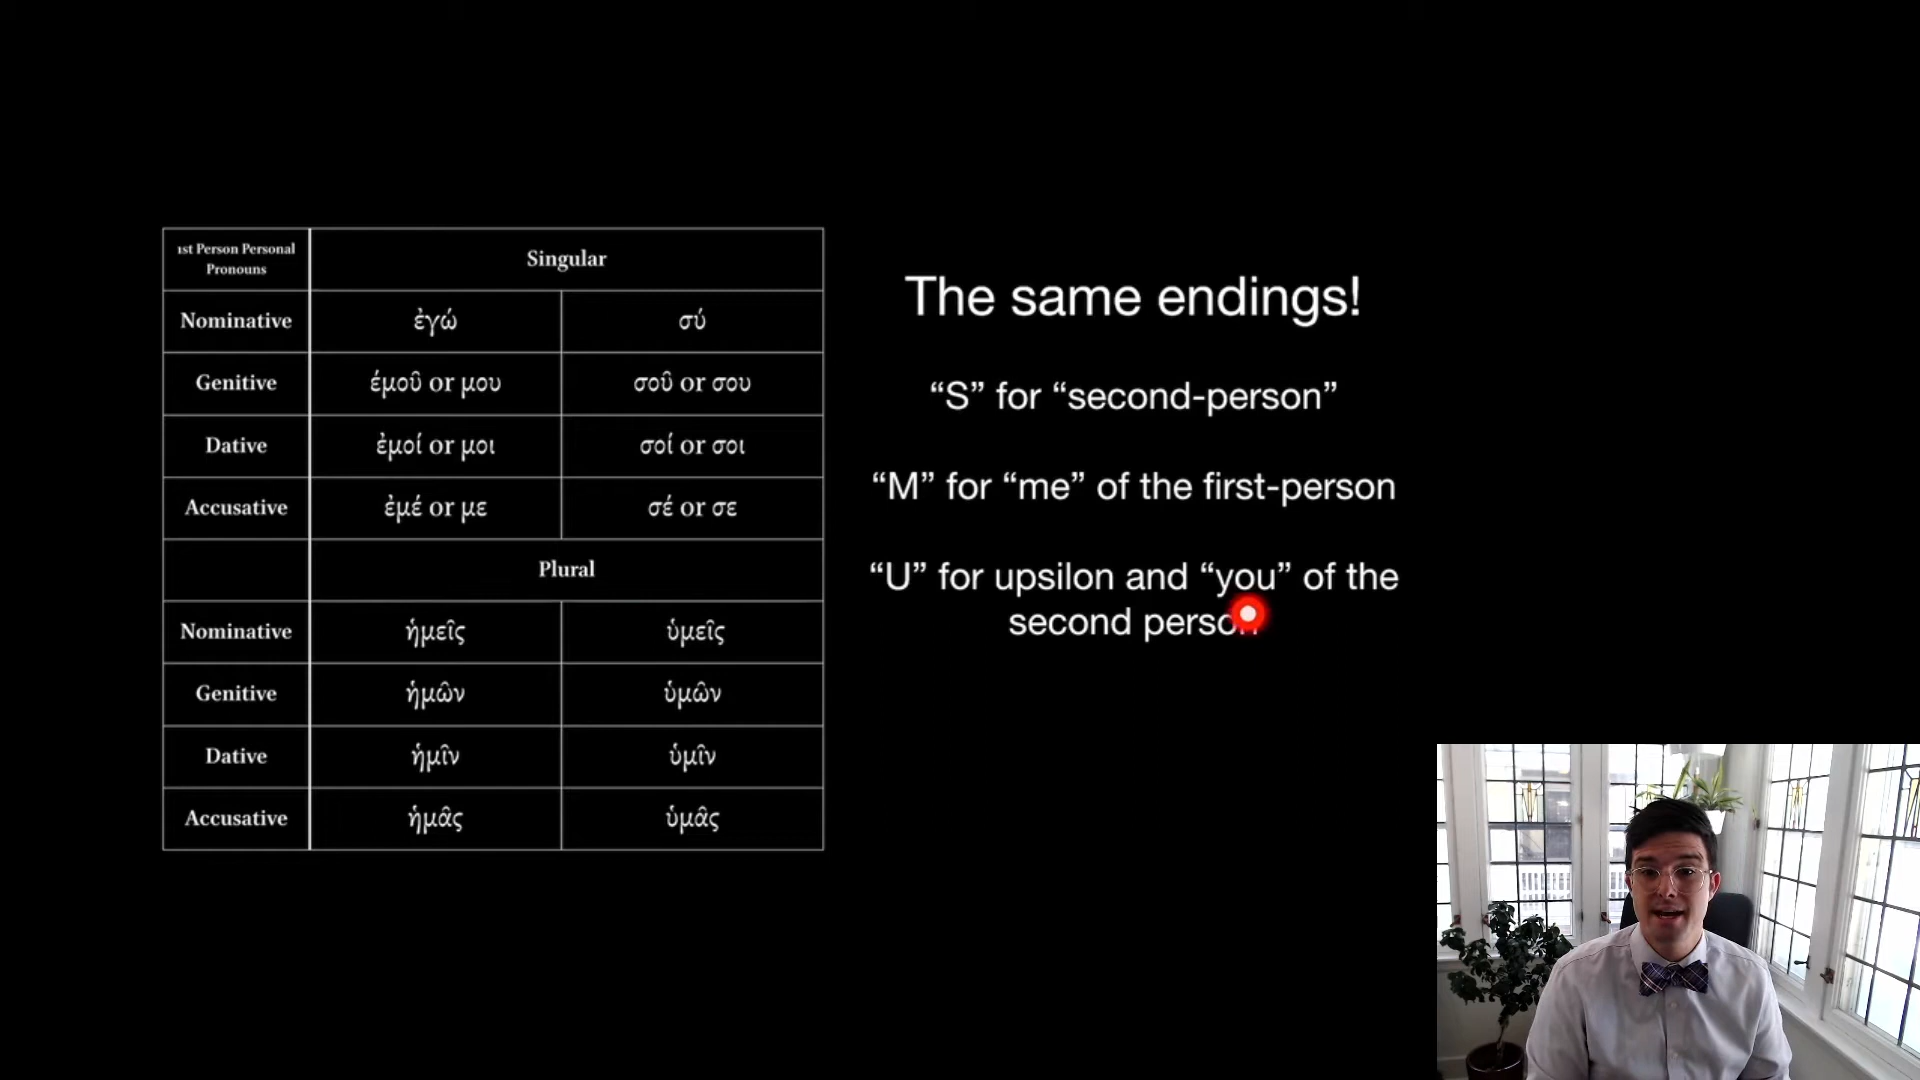 1st Person Personal
Pronouns
Singular
Nominative ἐγώ σύ
Genitive έμοῦ or μου σοῦ or σου
Dative ἐμοί or μοι σοί or σοι
Accusative ἐμέ or με σέ or σε
Plural
Nominative ἡμεῖς ὑμεῖς
Genitive ἡμῶν ὑμῶν
Dative ἡμῖν ὑμῖν
Accusative ἡμᾶς ὑμᾶς
The same endings!
“S” for “second-person”
“M” for “me” of the first-person
“U” for upsilon and “you” of the
second person